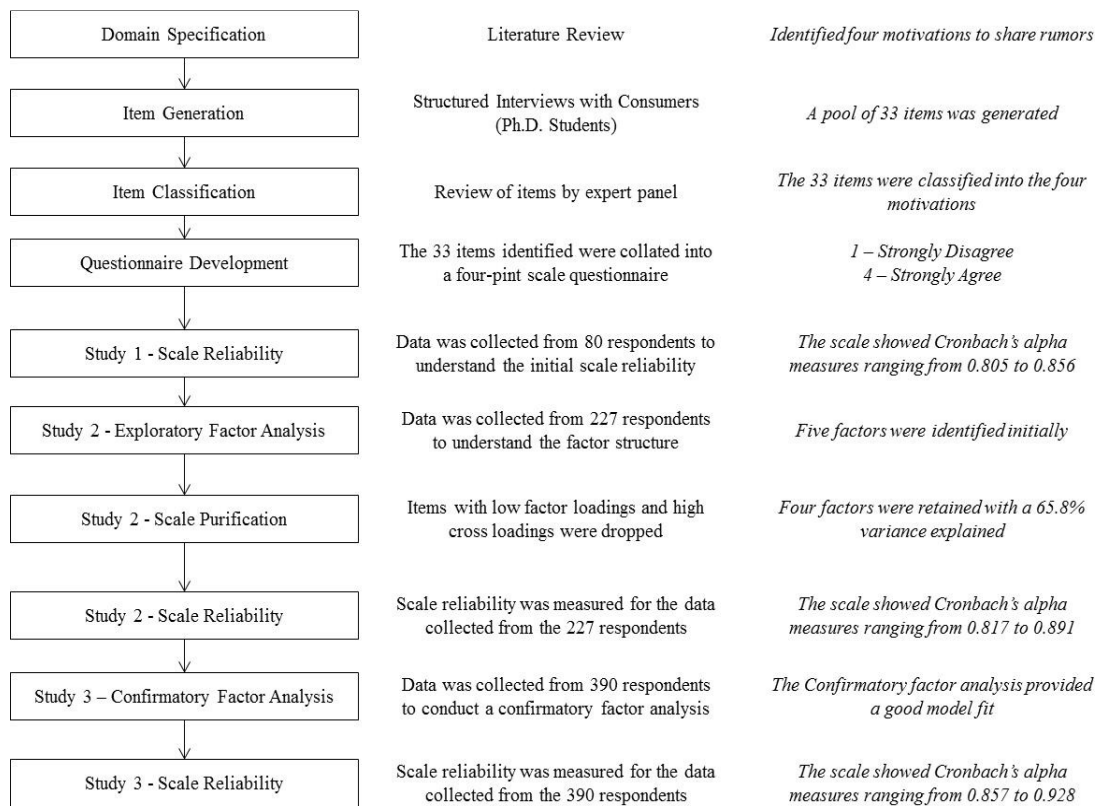 Domain Specification
Literature Review
Identified four motivations to share rumors
Item Generation
Structured Interviews with Consumers
(Ph.D. Students)
A pool of 33 items was generated
Item Classification
Review of items by expert panel
The 33 items were classified into the four
motivations
Questionnaire Development
The 33 items identified were collated into
a four-pint scale questionnaire
1 – Strongly Disagree
4 – Strongly Agree
Study 1 - Scale Reliability
Data was collected from 80 respondents to
understand the initial scale reliability
The scale showed Cronbach’s alpha
measures ranging from 0.805 to 0.856
Study 2 - Exploratory Factor Analysis
Data was collected from 227 respondents
to understand the factor structure
Five factors were identified initially
Study 2 - Scale Purification
Items with low factor loadings and high
cross loadings were dropped
Four factors were retained with a 65.8%
variance explained
Study 2 - Scale Reliability
Scale reliability was measured for the data
collected from the 227 respondents
The scale showed Cronbach’s alpha
measures ranging from 0.817 to 0.891
Study 3 – Confirmatory Factor Analysis
Data was collected from 390 respondents
to conduct a confirmatory factor analysis
The Confirmatory factor analysis provided
a good model fit
Study 3 - Scale Reliability
Scale reliability was measured for the data
collected from the 390 respondents
The scale showed Cronbach’s alpha
measures ranging from 0.857 to 0.928